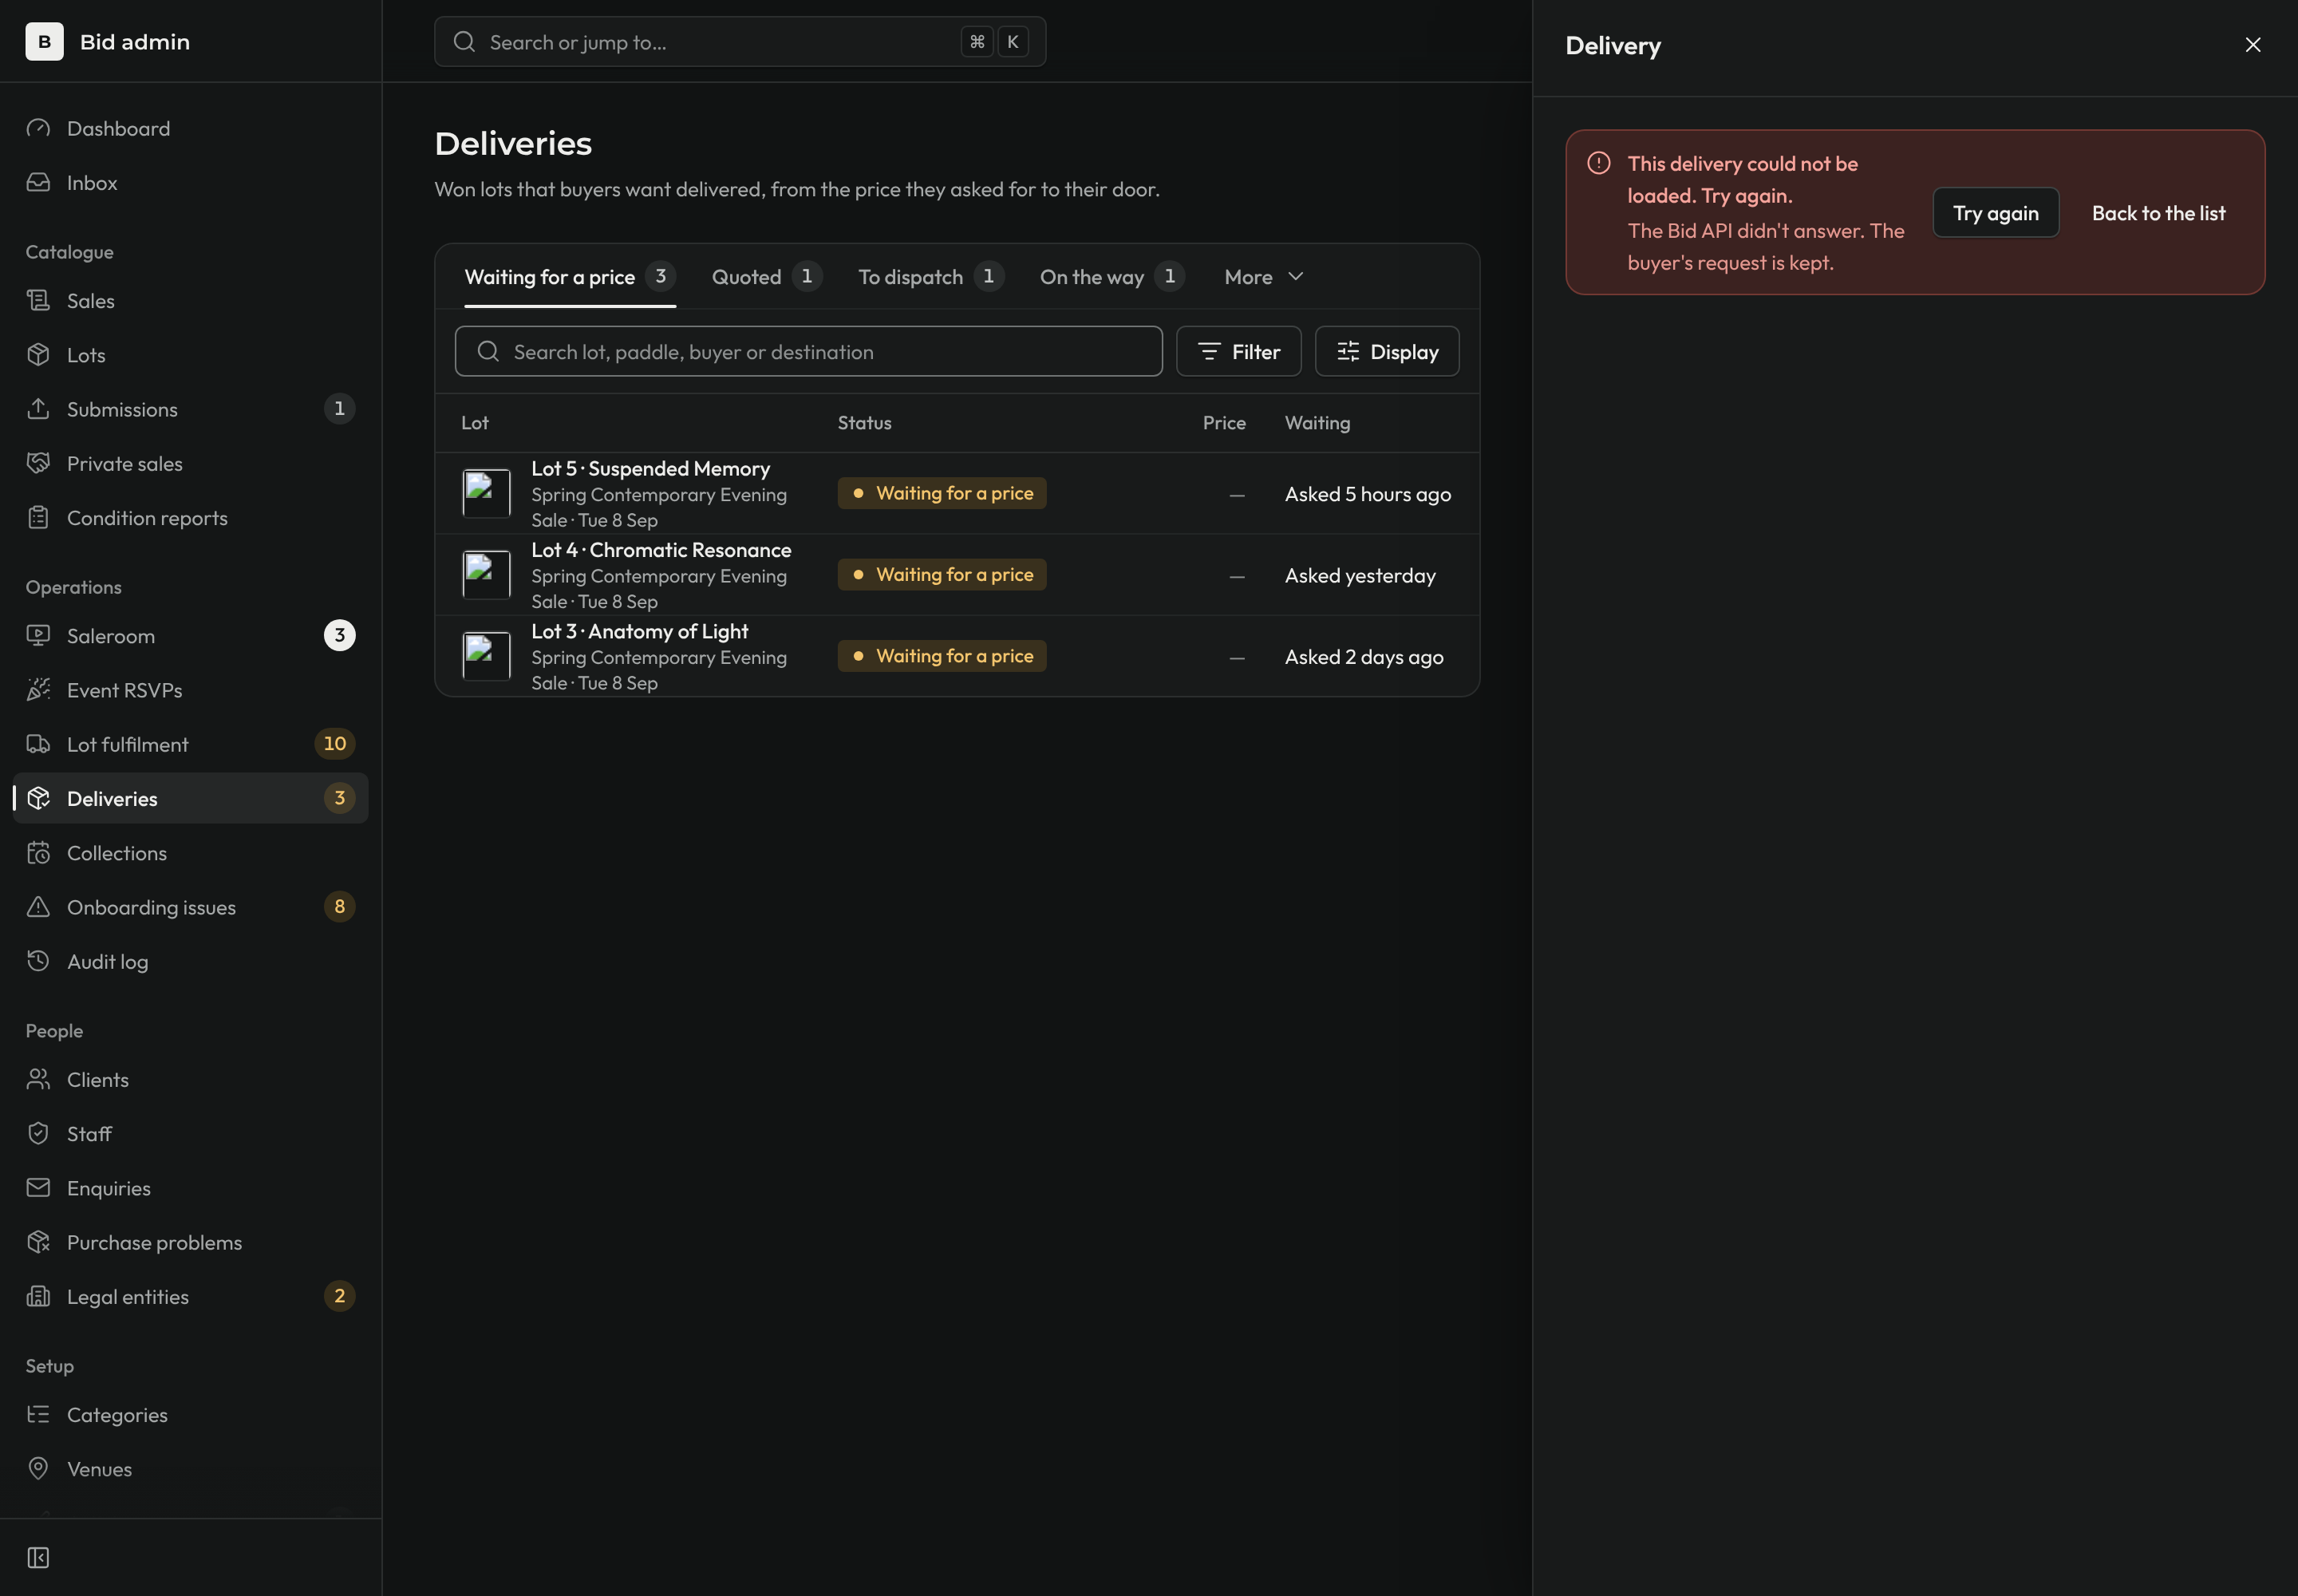 B Bid admin
Search or jump to...
⌘ K
Dashboard
Inbox
Catalogue
Sales
Lots
Submissions 1
Private sales
Condition reports
Operations
Saleroom 3
Event RSVPs
Lot fulfilment 10
Deliveries 3
Collections
Onboarding issues 8
Audit log
People
Clients
Staff
Enquiries
Purchase problems
Legal entities 2
Setup
Categories
Venues
Deliveries
Won lots that buyers want delivered, from the price they asked for to their door.
Waiting for a price 3 Quoted 1 To dispatch 1 On the way 1 More
Search lot, paddle, buyer or destination Filter Display
Lot Status Price Waiting
Lot 5 · Suspended Memory
Spring Contemporary Evening
Sale · Tue 8 Sep
Waiting for a price — Asked 5 hours ago
Lot 4 · Chromatic Resonance
Spring Contemporary Evening
Sale · Tue 8 Sep
Waiting for a price — Asked yesterday
Lot 3 · Anatomy of Light
Spring Contemporary Evening
Sale · Tue 8 Sep
Waiting for a price — Asked 2 days ago
Delivery
This delivery could not be
loaded. Try again.
The Bid API didn't answer. The
buyer's request is kept.
Try again Back to the list